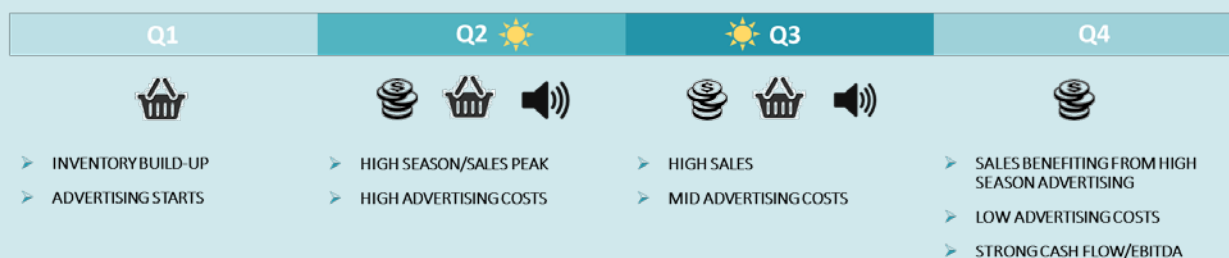 Q1
Q2
Q3
Q4
INVENTORY BUILD-UP
ADVERTISING STARTS
HIGH SEASON/SALES PEAK
HIGH ADVERTISING COSTS
HIGH SALES
MID ADVERTISING COSTS
SALES BENEFITING FROM HIGH
SEASON ADVERTISING
LOW ADVERTISING COSTS
STRONG CASH FLOW/EBITDA